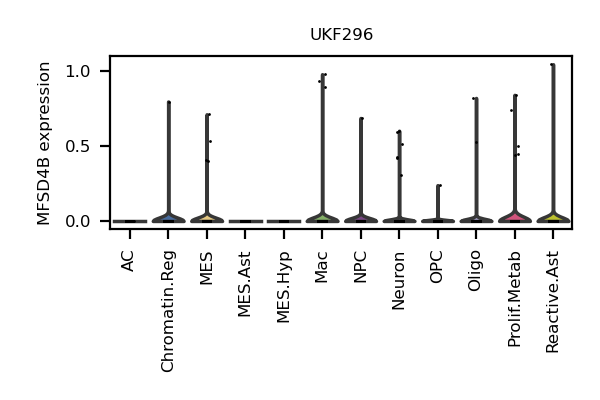 UKF296
MFSD4B expression
1.0
0.5
0.0
AC
Chromatin.Reg
MES
MES.Ast
MES.Hyp
Mac
NPC
Neuron
OPC
Oligo
Prolif.Metab
Reactive.Ast